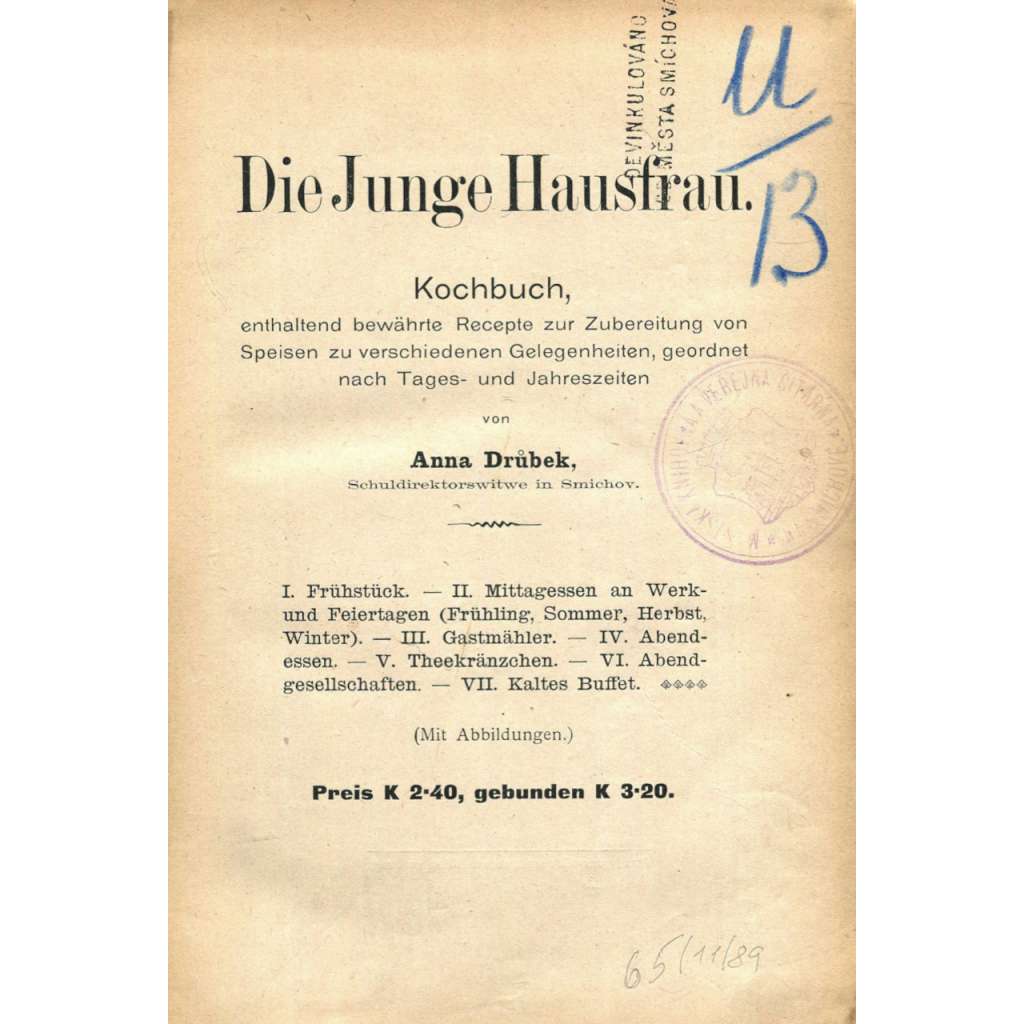 DEVINKULOVÁNO
MĚSTA SMÍCHOVA
U
/
13
Die Junge Hausfrau.
Kochbuch,
enthaltend bewährte Recepte zur Zubereitung von
Speisen zu verschiedenen Gelegenheiten, geordnet
nach Tages- und Jahreszeiten
von
Anna Drůbek,
Schuldirektorswitwe in Smichov.
I. Frühstück. — II. Mittagessen an Werk-
und Feiertagen (Frühling, Sommer, Herbst,
Winter). — III. Gastmähler. — IV. Abend-
essen. — V. Theekränzchen. — VI. Abend-
gesellschaften. — VII. Kaltes Buffet.
(Mit Abbildungen.)
Preis K 2·40, gebunden K 3·20.
65/11/89